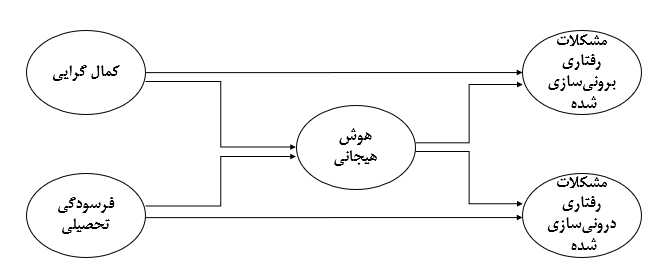 کمال گرایی
فرسودگی
تحصیلی
هوش
هیجانی
مشکلات
رفتاری
برونی‌سازی
شده
مشکلات
رفتاری
درونی‌سازی
شده